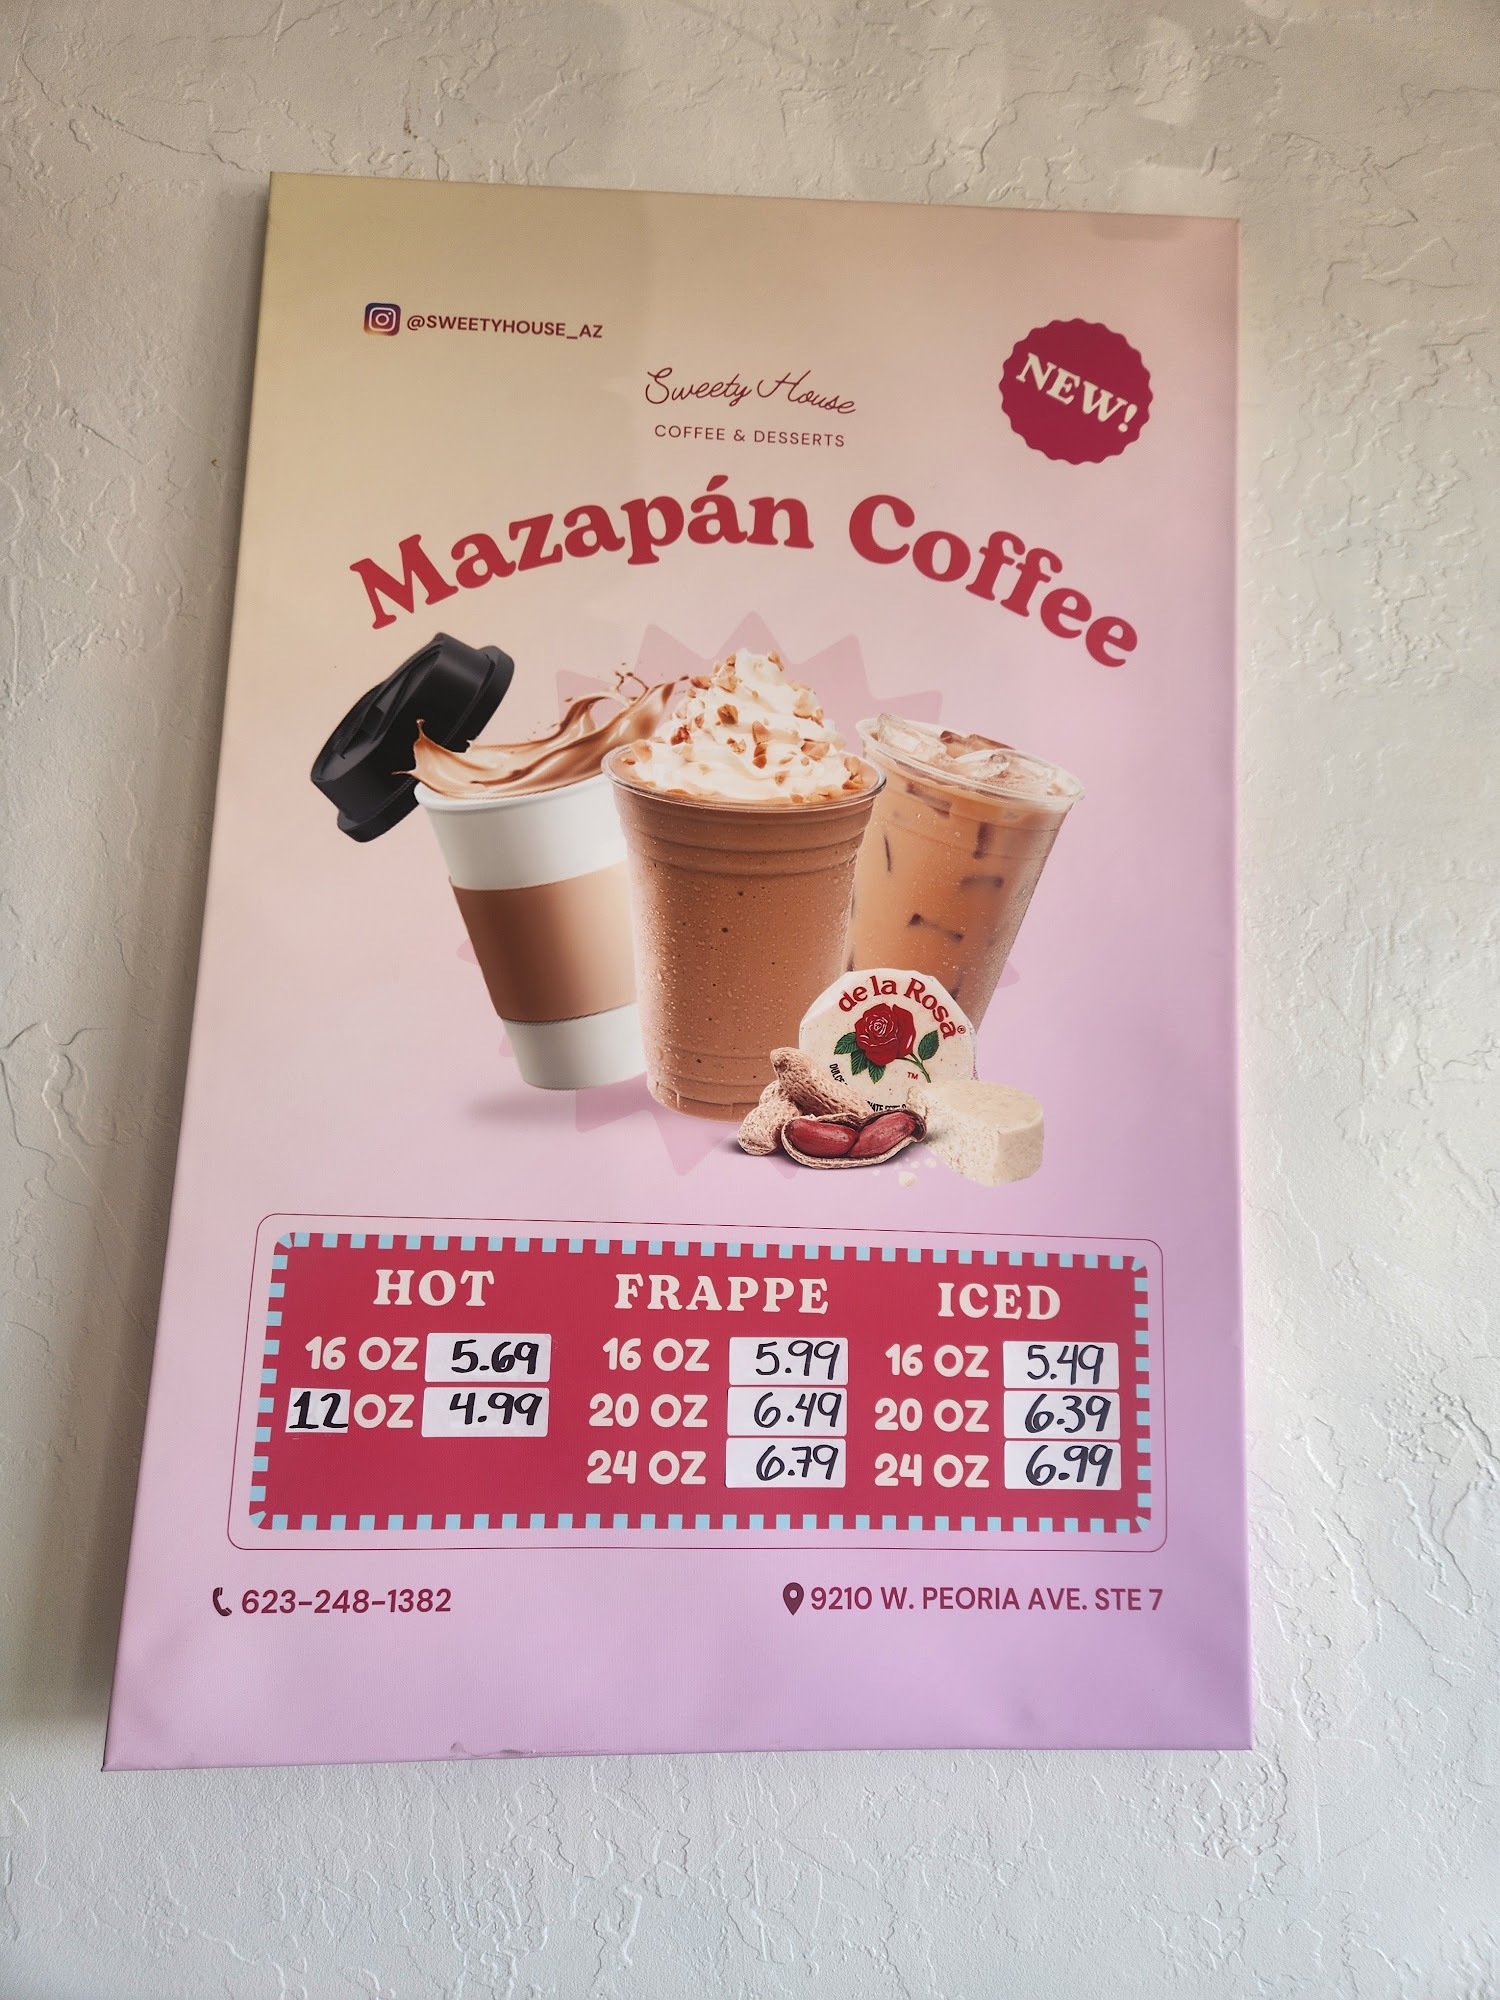 @SWEETYHOUSE_AZ
NEW!
Sweety House
COFFEE & DESSERTS
Mazapán Coffee
de la Rosa®
TM
HOT
16 OZ 5.69
12 OZ 4.99
FRAPPE
16 OZ 5.99
20 OZ 6.49
24 OZ 6.79
ICED
16 OZ 5.49
20 OZ 6.39
24 OZ 6.99
623-248-1382
9210 W. PEORIA AVE. STE 7